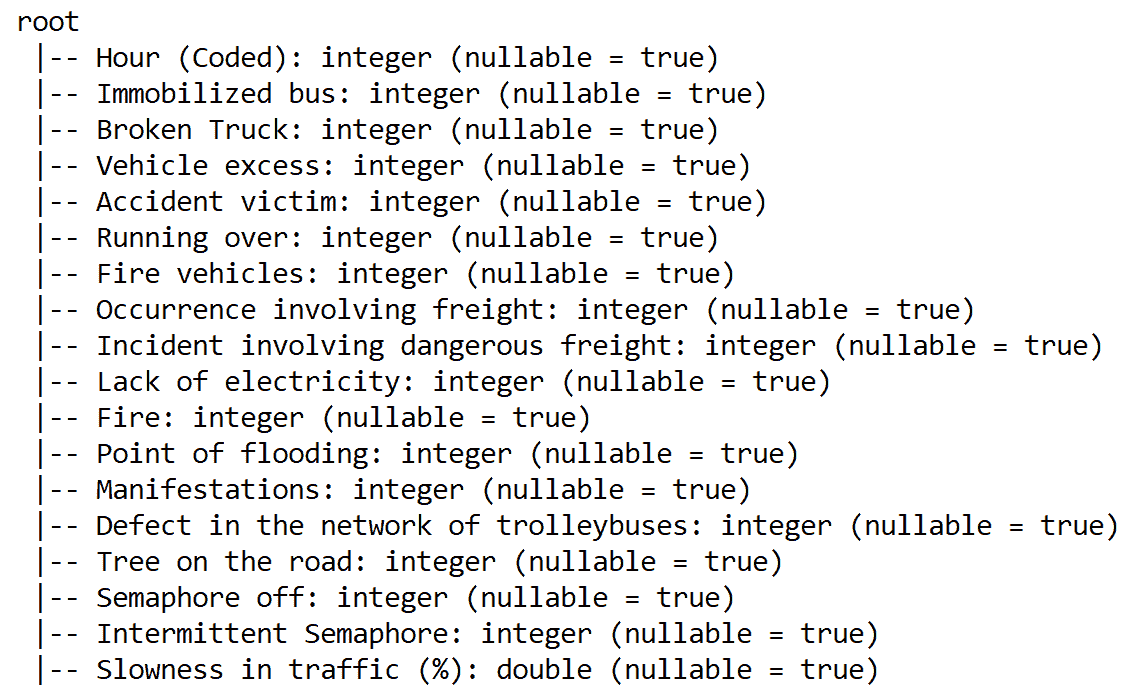 root
 |-- Hour (Coded): integer (nullable = true)
 |-- Immobilized bus: integer (nullable = true)
 |-- Broken Truck: integer (nullable = true)
 |-- Vehicle excess: integer (nullable = true)
 |-- Accident victim: integer (nullable = true)
 |-- Running over: integer (nullable = true)
 |-- Fire vehicles: integer (nullable = true)
 |-- Occurrence involving freight: integer (nullable = true)
 |-- Incident involving dangerous freight: integer (nullable = true)
 |-- Lack of electricity: integer (nullable = true)
 |-- Fire: integer (nullable = true)
 |-- Point of flooding: integer (nullable = true)
 |-- Manifestations: integer (nullable = true)
 |-- Defect in the network of trolleybuses: integer (nullable = true)
 |-- Tree on the road: integer (nullable = true)
 |-- Semaphore off: integer (nullable = true)
 |-- Intermittent Semaphore: integer (nullable = true)
 |-- Slowness in traffic (%): double (nullable = true)